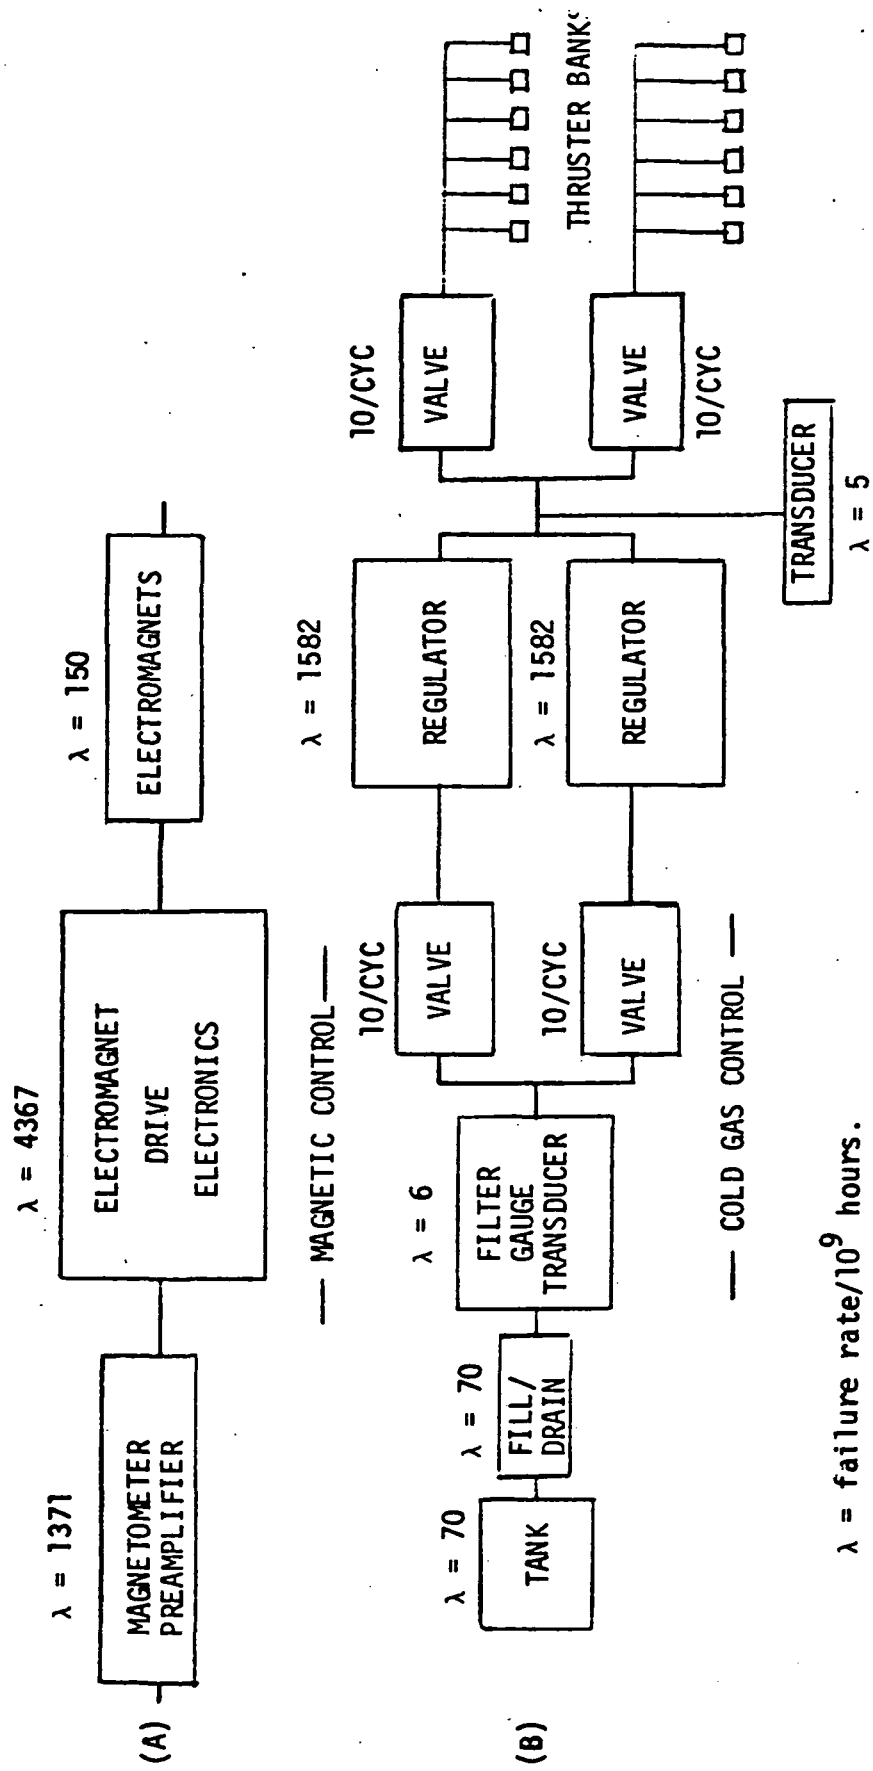 (A)
λ = 1371
MAGNETOMETER
PREAMPLIFIER
λ = 4367
ELECTROMAGNET
DRIVE
ELECTRONICS
λ = 150
ELECTROMAGNETS
— MAGNETIC CONTROL —
(B)
λ = 70
TANK
λ = 70
FILL/
DRAIN
λ = 6
FILTER
GAUGE
TRANSDUCER
10/CYC
VALVE
10/CYC
VALVE
λ = 1582
REGULATOR
λ = 1582
REGULATOR
10/CYC
VALVE
VALVE
10/CYC
THRUSTER BANKS
TRANSDUCER
λ = 5
— COLD GAS CONTROL —
λ = failure rate/10⁹ hours.